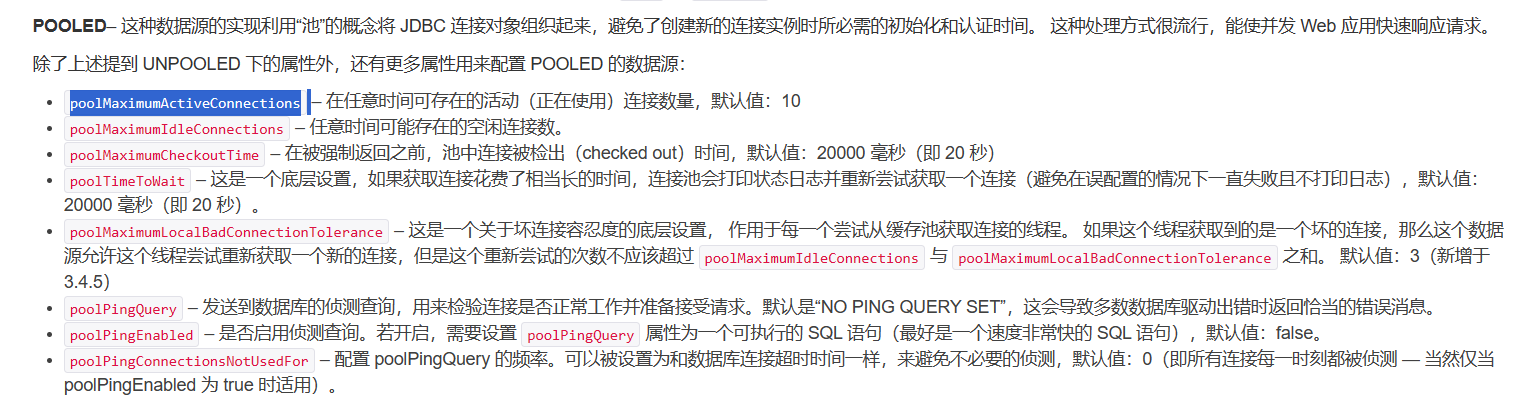 POOLED– 这种数据源的实现利用“池”的概念将 JDBC 连接对象组织起来，避免了创建新的连接实例时所必需的初始化和认证时间。 这种处理方式很流行，能使并发 Web 应用快速响应请求。
除了上述提到 UNPOOLED 下的属性外，还有更多属性用来配置 POOLED 的数据源：
• poolMaximumActiveConnections – 在任意时间可存在的活动（正在使用）连接数量，默认值：10
• poolMaximumIdleConnections – 任意时间可能存在的空闲连接数。
• poolMaximumCheckoutTime – 在被强制返回之前，池中连接被检出（checked out）时间，默认值：20000 毫秒（即 20 秒）
• poolTimeToWait – 这是一个底层设置，如果获取连接花费了相当长的时间，连接池会打印状态日志并重新尝试获取一个连接（避免在误配置的情况下一直失败且不打印日志），默认值：
20000 毫秒（即 20 秒）。
• poolMaximumLocalBadConnectionTolerance – 这是一个关于坏连接容忍度的底层设置， 作用于每一个尝试从缓存池获取连接的线程。 如果这个线程获取到的是一个坏的连接，那么这个数据
源允许这个线程尝试重新获取一个新的连接，但是这个重新尝试的次数不应该超过 poolMaximumIdleConnections 与 poolMaximumLocalBadConnectionTolerance 之和。 默认值：3（新增于
3.4.5）
• poolPingQuery – 发送到数据库的侦测查询，用来检验连接是否正常工作并准备接受请求。默认是“NO PING QUERY SET”，这会导致多数数据库驱动出错时返回恰当的错误消息。
• poolPingEnabled – 是否启用侦测查询。若开启，需要设置 poolPingQuery 属性为一个可执行的 SQL 语句（最好是一个速度非常快的 SQL 语句），默认值：false。
• poolPingConnectionsNotUsedFor – 配置 poolPingQuery 的频率。可以被设置为和数据库连接超时时间一样，来避免不必要的侦测，默认值：0（即所有连接每一时刻都被侦测 — 当然仅当
poolPingEnabled 为 true 时适用）。